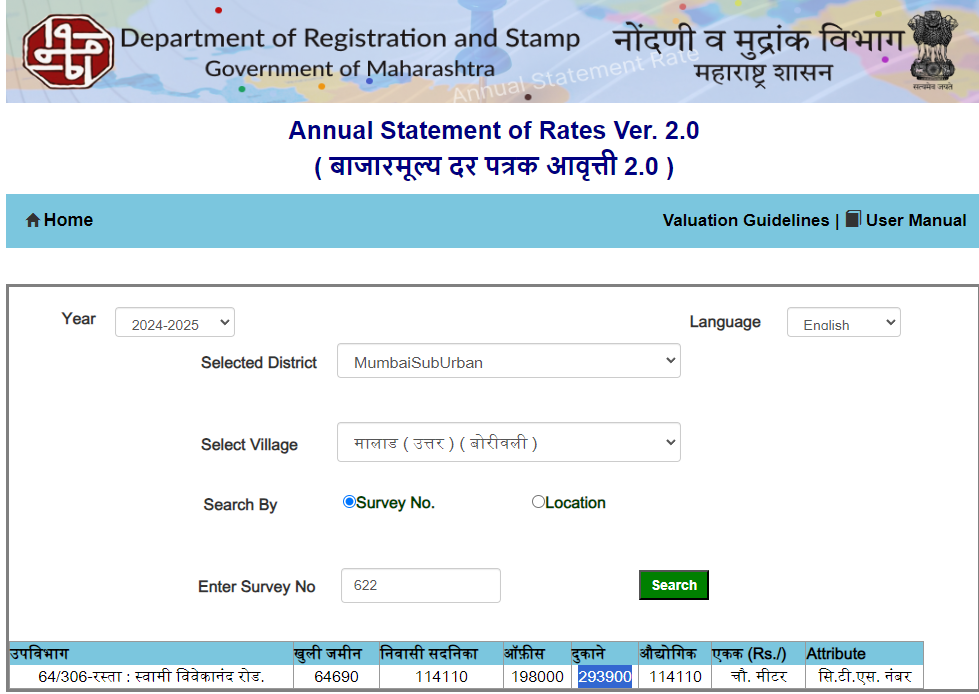 Department of Registration and Stamp
Government of Maharashtra
नोंदणी व मुद्रांक विभाग
महाराष्ट्र शासन
सत्यमेव जयते
Annual Statement Rate
Annual Statement of Rates Ver. 2.0
( बाजारमूल्य दर पत्रक आवृत्ती 2.0 )
Home Valuation Guidelines | User Manual
Year 2024-2025 Language English
Selected District MumbaiSubUrban
Select Village मालाड ( उत्तर ) ( बोरीवली )
Search By Survey No. Location
Enter Survey No 622 Search
उपविभाग खुली जमीन निवासी सदनिका ऑफ़ीस दुकाने औद्योगिक एकक (Rs./) Attribute
64/306-रस्ता : स्वामी विवेकानंद रोड. 64690 114110 198000 293900 114110 चौ. मीटर सि.टी.एस. नंबर